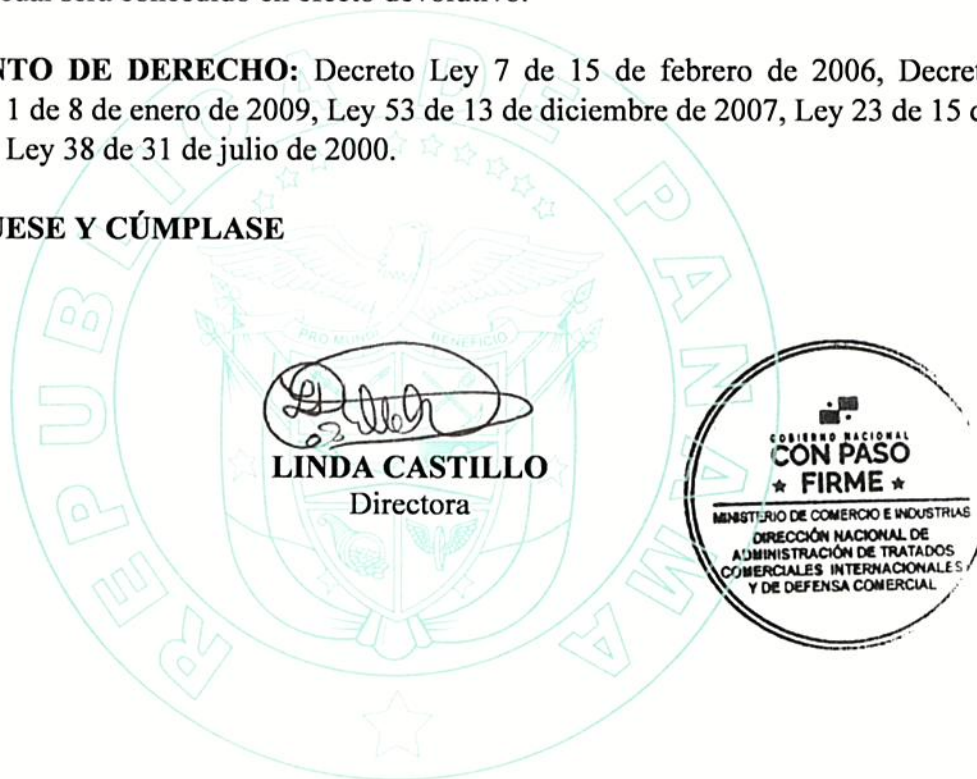 cual será concedido en efecto devolutivo.
NTO DE DERECHO: Decreto Ley 7 de 15 de febrero de 2006, Decret
1 de 8 de enero de 2009, Ley 53 de 13 de diciembre de 2007, Ley 23 de 15 d
Ley 38 de 31 de julio de 2000.
UESE Y CÚMPLASE
REPUBLICA DE PANAMA
PRO MUNDI BENEFICIO
LINDA CASTILLO
Directora
GOBIERNO NACIONAL
CON PASO
FIRME
MINISTERIO DE COMERCIO E INDUSTRIAS
DIRECCIÓN NACIONAL DE
ADMINISTRACIÓN DE TRATADOS
COMERCIALES INTERNACIONALES
Y DE DEFENSA COMERCIAL